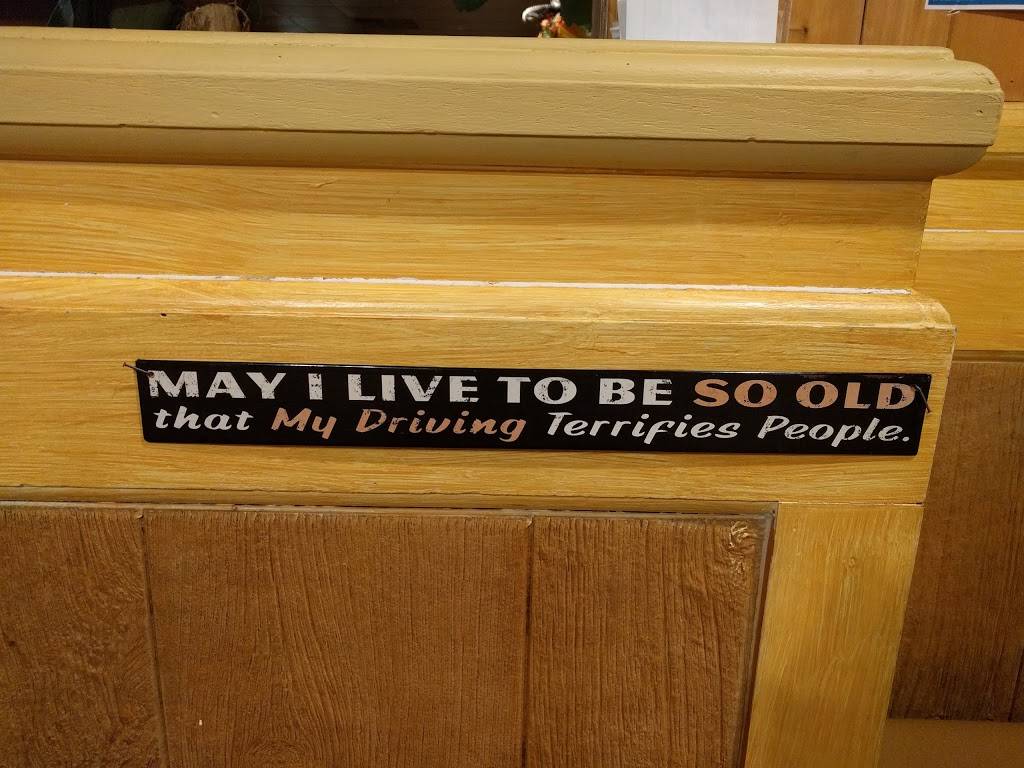 MAY I LIVE TO BE SO OLD
that My Driving Terrifies People.